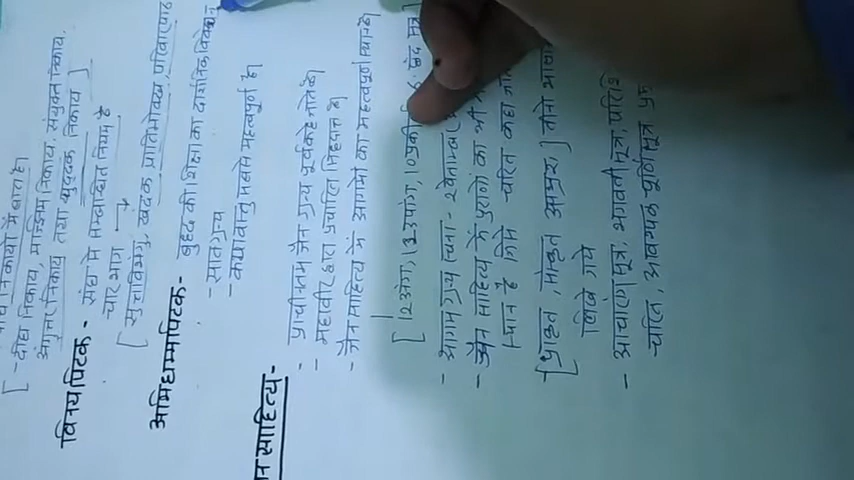 निकायों में बांटा है।
[ - दीघ निकाय, मज्झिम निकाय, संयुक्त निकाय,
अंगुत्तर निकाय तथा खुद्दक निकाय ]
विनयपिटक - संघ से सम्बन्धित नियम है
चार भाग →
[ सुत्तविभंग, खंदक, पातिमोक्ख, परिवारपाठ
अभिधम्मपिटक - बुद्ध की शिक्षा का दार्शनिक विवेचन
- सात ग्रन्थ
- कथावत्तु सबसे महत्वपूर्ण है।
न साहित्य -
- प्राचीनतम जैन ग्रन्थ पूर्व कहे जाते है।
- महावीर द्वारा प्रचारित सिद्धान्त है।
- जैन साहित्य में आगमों का महत्वपूर्ण स्थान है।
[ 12 अंग, 12 उपांग, 10 प्रकीर्ण 6 छेद सूत्र ]
- आगम ग्रन्थ रचना - श्वेताम्बर
- जैन साहित्य में पुराणों का भी
स्थान है जिसे चरित कहा जा
- [ प्राकृत, संस्कृत अपभ्रंश ] तीनो भाषा
लिखे गये
- आचारांग सूत्र, भगवती सूत्र, परिशि
चरित, आवश्यक चूर्णी सूत्र